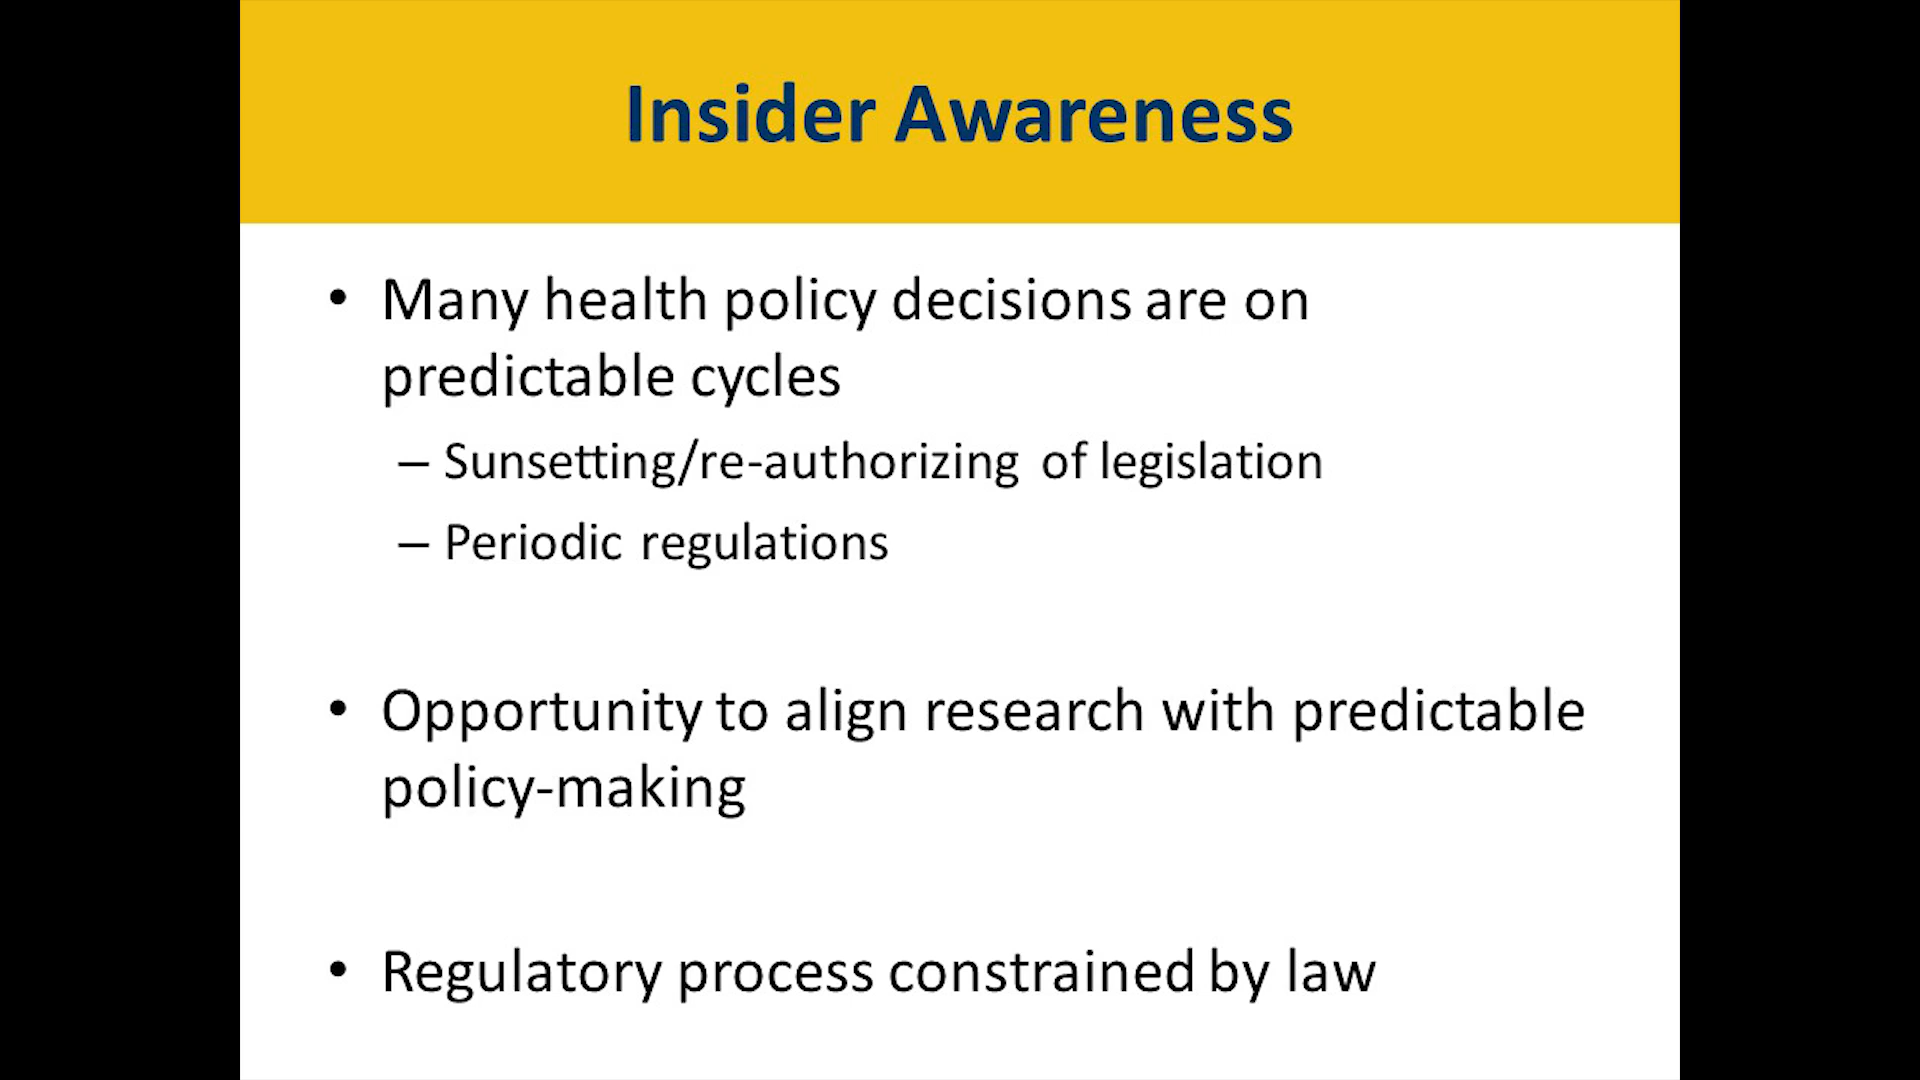 Insider Awareness
• Many health policy decisions are on
predictable cycles
– Sunsetting/re-authorizing of legislation
– Periodic regulations
• Opportunity to align research with predictable
policy-making
• Regulatory process constrained by law